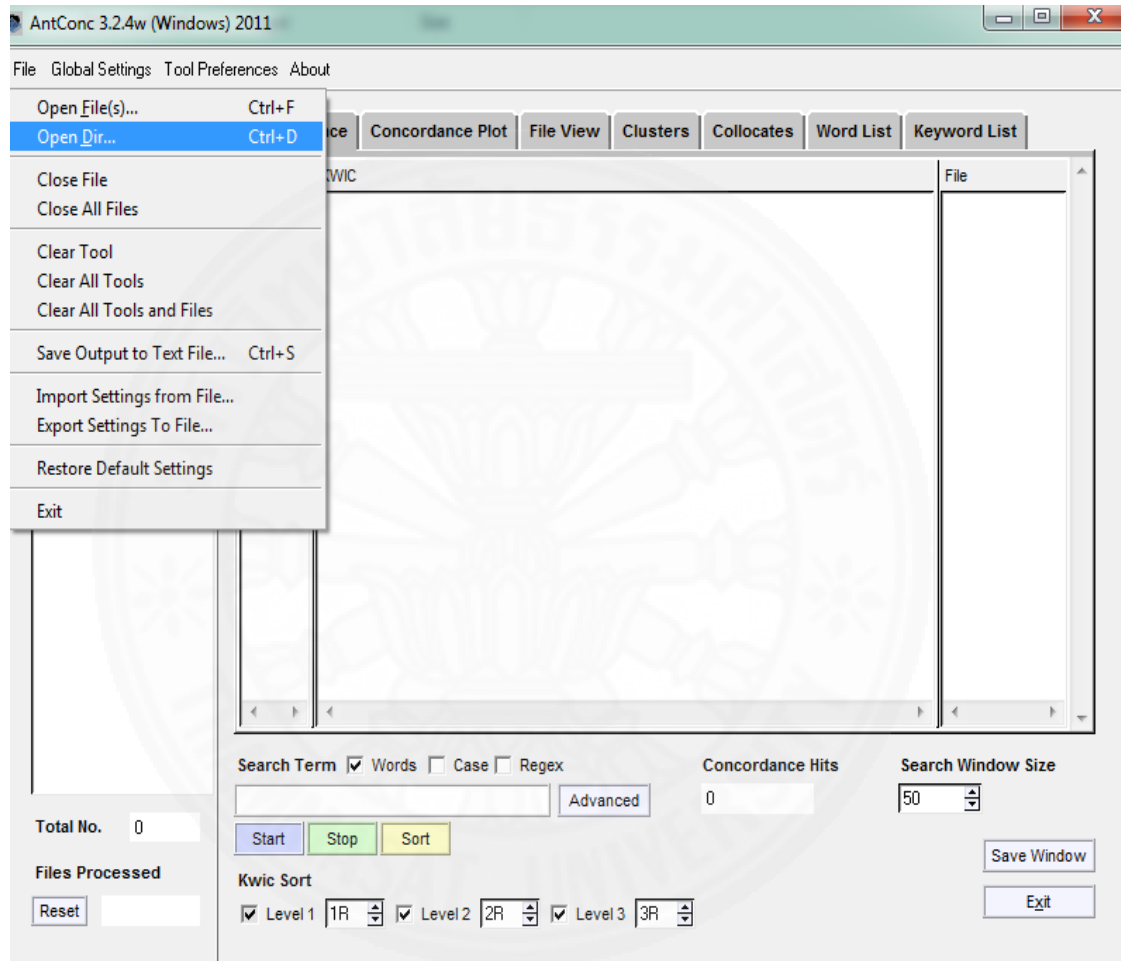 AntConc 3.2.4w (Windows) 2011
File Global Settings Tool Preferences About
Open File(s)... Ctrl+F
Open Dir... Ctrl+D
Close File
Close All Files
Clear Tool
Clear All Tools
Clear All Tools and Files
Save Output to Text File... Ctrl+S
Import Settings from File...
Export Settings To File...
Restore Default Settings
Exit
Concordance Plot File View Clusters Collocates Word List Keyword List
KWIC File
Search Term Words Case Regex Concordance Hits Search Window Size
Advanced 0 50
Total No. 0
Start Stop Sort
Save Window
Files Processed
Kwic Sort
Reset Level 1 1R Level 2 2R Level 3 3R
Exit